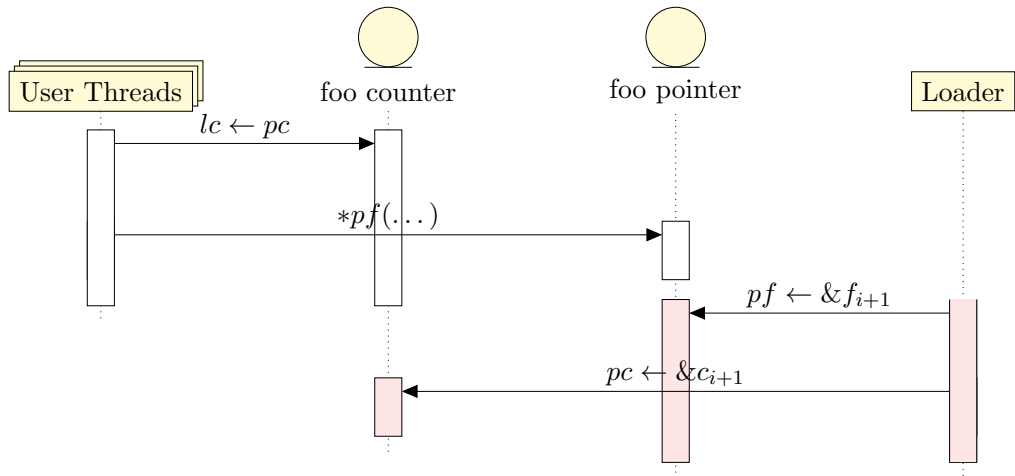 User Threads
foo counter
foo pointer
Loader
lc ← pc
*pf(...)
pf ← &f_{i+1}
pc ← &c_{i+1}